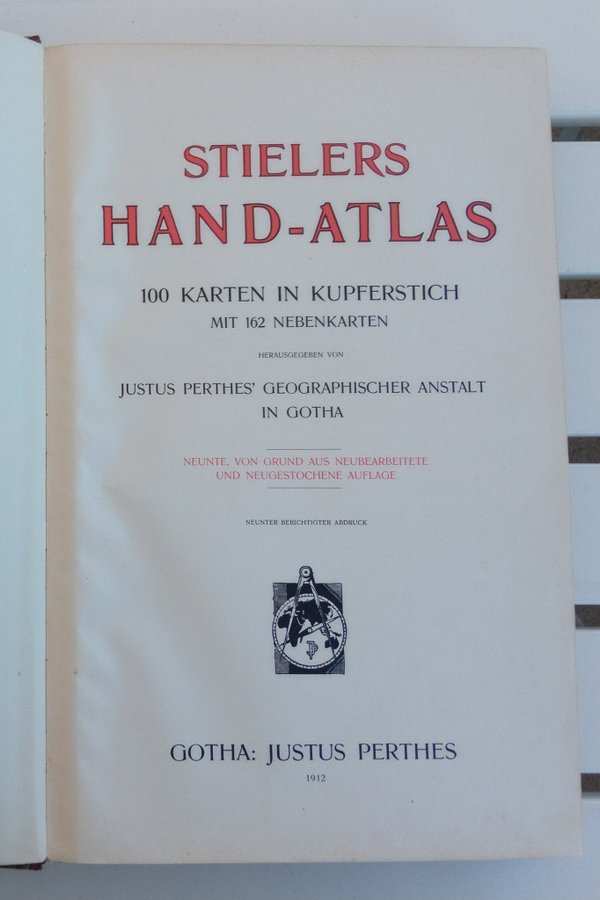 STIELERS
HAND-ATLAS
100 KARTEN IN KUPFERSTICH
MIT 162 NEBENKARTEN
HERAUSGEGEBEN VON
JUSTUS PERTHES' GEOGRAPHISCHER ANSTALT
IN GOTHA
NEUNTE, VON GRUND AUS NEUBEARBEITETE
UND NEUGESTOCHENE AUFLAGE
NEUNTER BERICHTIGTER ABDRUCK
JP
GOTHA: JUSTUS PERTHES
1912